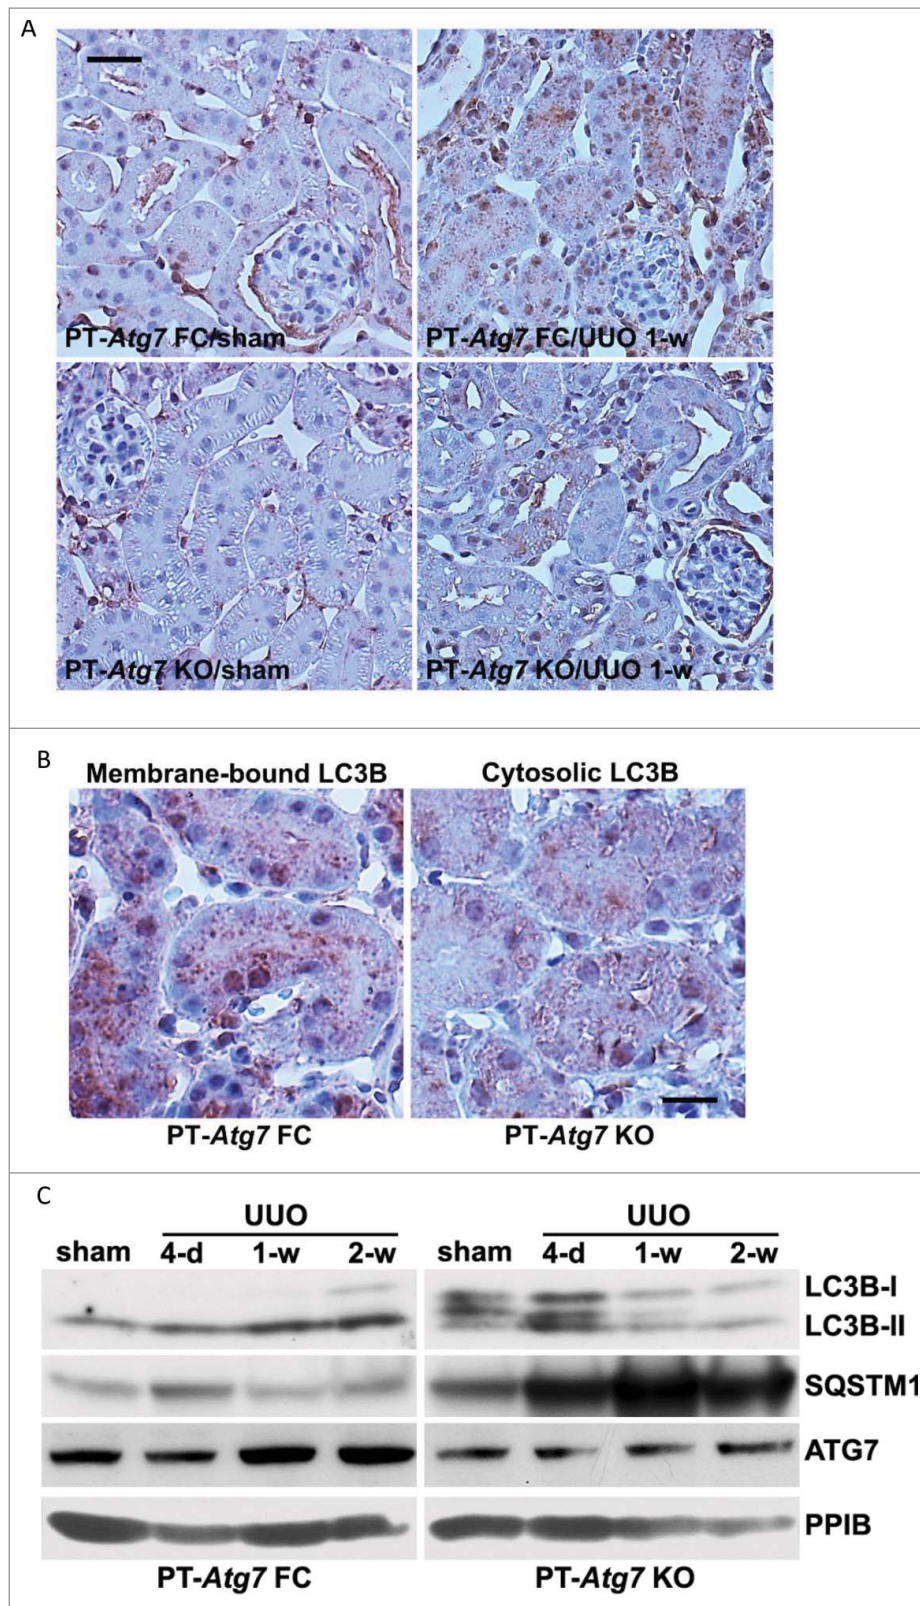 A
PT-Atg7 FC/sham
PT-Atg7 FC/UUO 1-w
PT-Atg7 KO/sham
PT-Atg7 KO/UUO 1-w
B
Membrane-bound LC3B
Cytosolic LC3B
PT-Atg7 FC
PT-Atg7 KO
C
UUO
UUO
sham 4-d 1-w 2-w
sham 4-d 1-w 2-w
LC3B-I
LC3B-II
SQSTM1
ATG7
PPIB
PT-Atg7 FC
PT-Atg7 KO